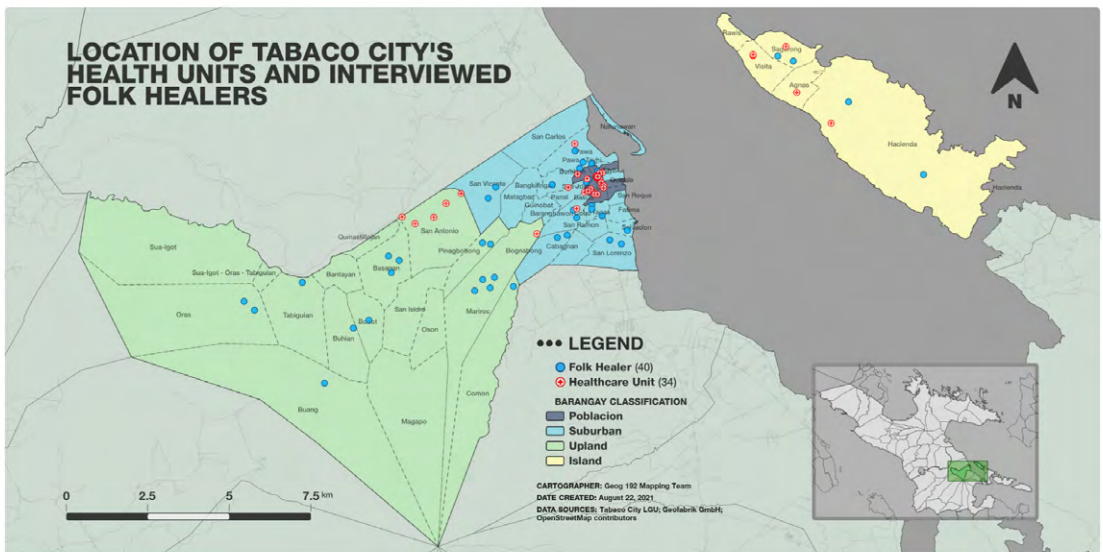 LOCATION OF TABACO CITY'S
HEALTH UNITS AND INTERVIEWED
FOLK HEALERS
Rawis
Sagurong
Visita
Agnas
Hacienda
Hacienda
N
San Carlos
Pawa
San Vicente
Bangkilingan
Matagbac
Guinobat
Panal
San Roque
Fatima
San Ramon
Cabagñan
San Lorenzo
Quinastillojan
San Antonio
Pinagbobong
Bognabong
Sua-Igot
Sua-Igot - Oras - Tabiguian
Bantayan
Basagan
Oras
Tabiguian
San Isidro
Mariroc
Oson
Buhian
Buang
Magapo
Comon
••• LEGEND
Folk Healer (40)
Healthcare Unit (34)
BARANGAY CLASSIFICATION
Poblacion
Suburban
Upland
Island
CARTOGRAPHER: Geog 192 Mapping Team
DATE CREATED: August 22, 2021
DATA SOURCES: Tabaco City LGU; Geofabrik GmbH;
OpenStreetMap contributors
0 2.5 5 7.5 km